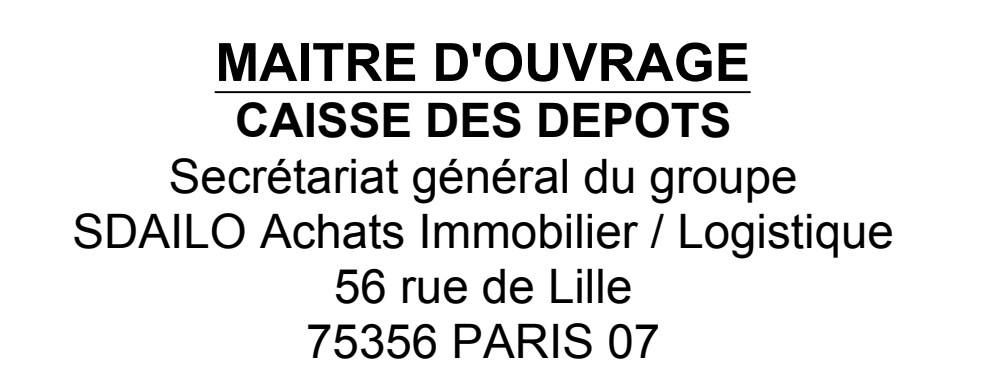 MAITRE D'OUVRAGE
CAISSE DES DEPOTS
Secrétariat général du groupe
SDAILO Achats Immobilier / Logistique
56 rue de Lille
75356 PARIS 07